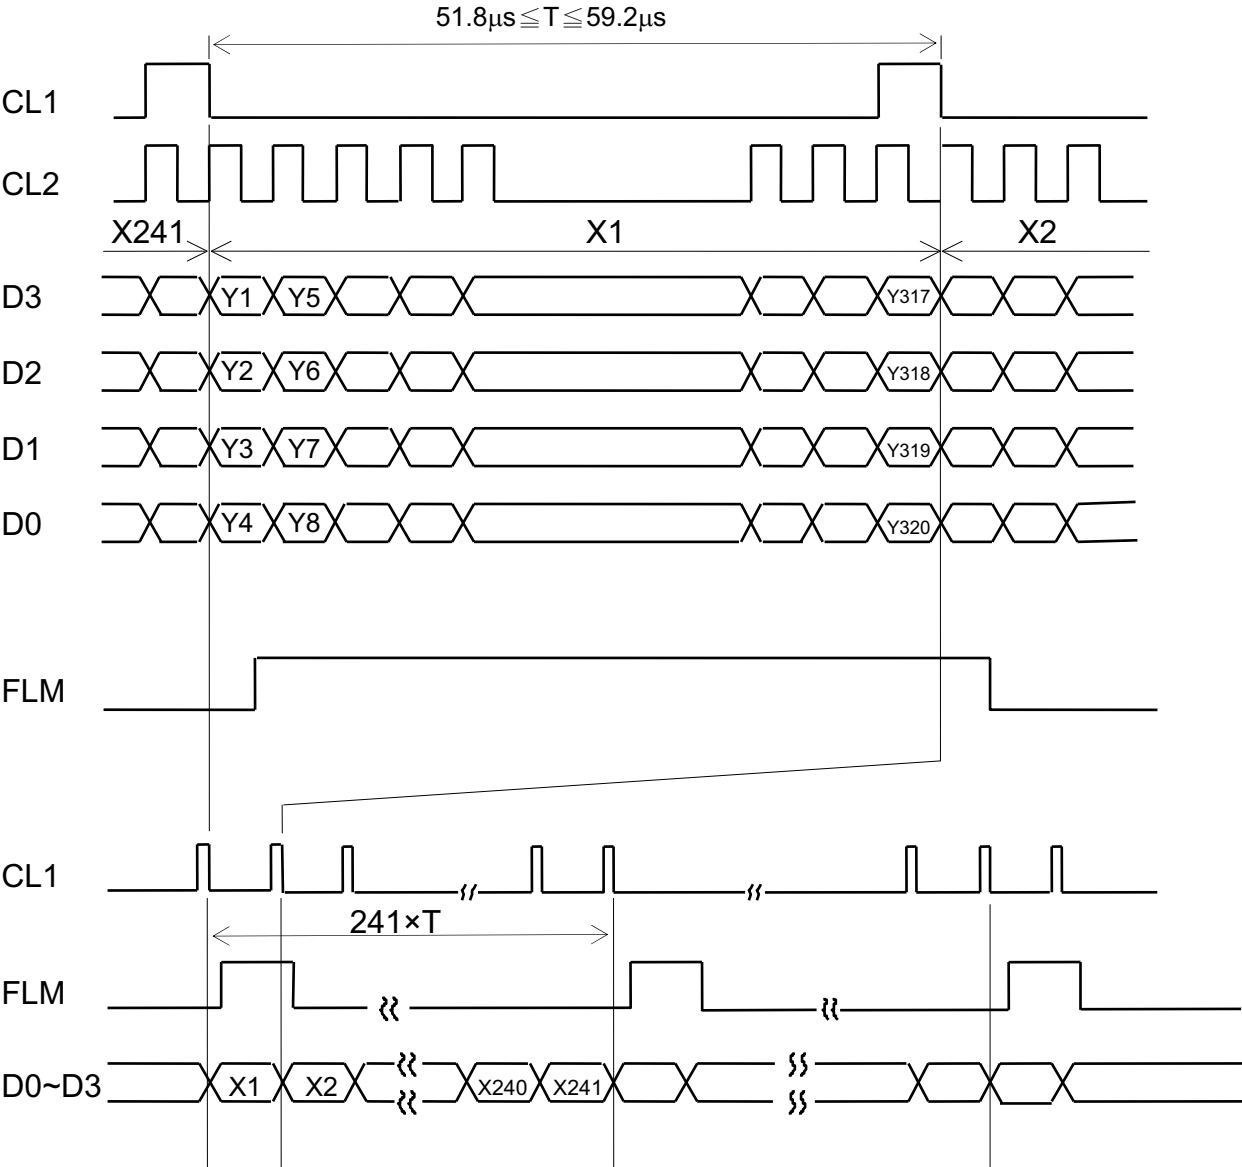 51.8μs≦T≦59.2μs
CL1
CL2
X241 X1 X2
D3 Y1 Y5 Y317
D2 Y2 Y6 Y318
D1 Y3 Y7 Y319
D0 Y4 Y8 Y320
FLM
CL1
241×T
FLM
D0~D3 X1 X2 X240 X241